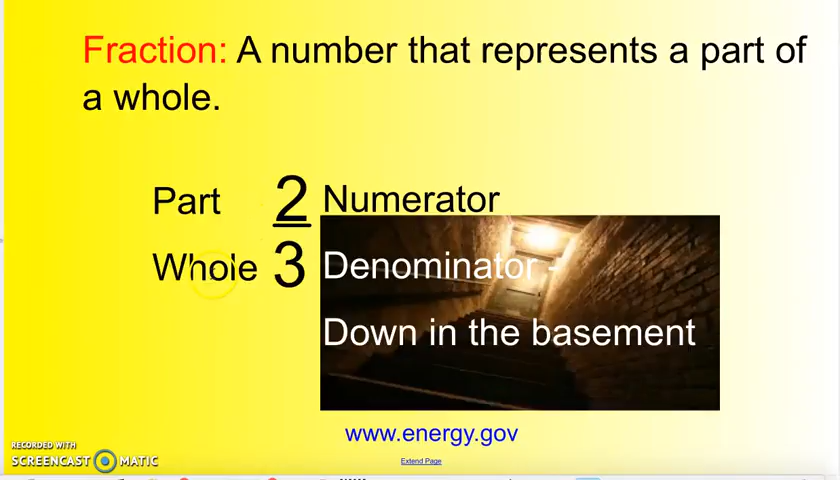 Fraction: A number that represents a part of
a whole.
Part 2 Numerator
Whole 3 Denominator -
Down in the basement
www.energy.gov
RECORDED WITH
SCREENCAST MATIC
Extend Page